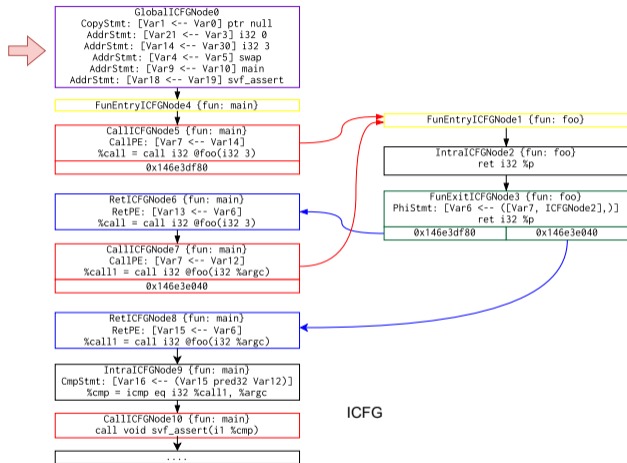 GlobalICFGNode0
CopyStmt: [Var1 <-- Var0] ptr null
AddrStmt: [Var21 <-- Var3] i32 0
AddrStmt: [Var14 <-- Var30] i32 3
AddrStmt: [Var4 <-- Var5] swap
AddrStmt: [Var9 <-- Var10] main
AddrStmt: [Var18 <-- Var19] svf_assert
FunEntryICFGNode4 {fun: main}
CallICFGNode5 {fun: main}
CallPE: [Var7 <-- Var14]
%call = call i32 @foo(i32 3)
0x146e3df80
RetICFGNode6 {fun: main}
RetPE: [Var13 <-- Var6]
%call = call i32 @foo(i32 3)
CallICFGNode7 {fun: main}
CallPE: [Var7 <-- Var12]
%call1 = call i32 @foo(i32 %argc)
0x146e3e040
RetICFGNode8 {fun: main}
RetPE: [Var15 <-- Var6]
%call1 = call i32 @foo(i32 %argc)
IntraICFGNode9 {fun: main}
CmpStmt: [Var16 <-- (Var15 pred32 Var12)]
%cmp = icmp eq i32 %call1, %argc
CallICFGNode10 {fun: main}
call void svf_assert(i1 %cmp)
....
FunEntryICFGNode1 {fun: foo}
IntraICFGNode2 {fun: foo}
ret i32 %p
FunExitICFGNode3 {fun: foo}
PhiStmt: [Var6 <-- ([Var7, ICFGNode2],)]
ret i32 %p
0x146e3df80 0x146e3e040
ICFG